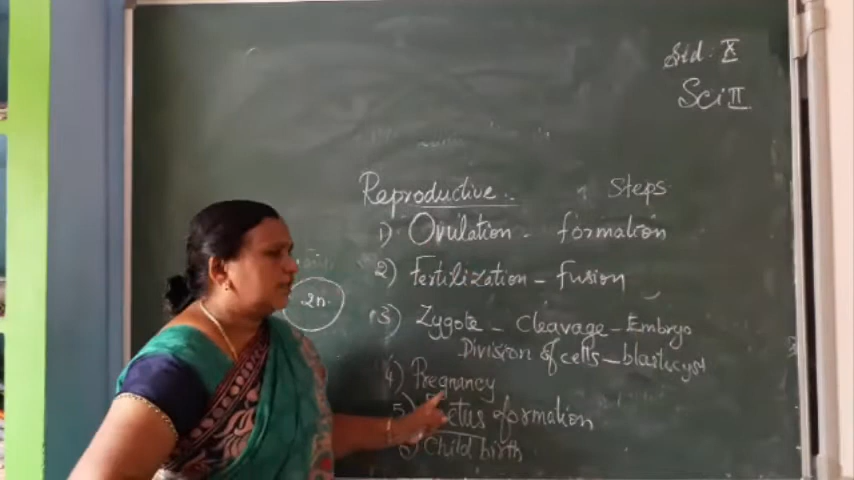 Std: X
Sci II
Reproductive :- Steps
1) Ovulation - formation
2) Fertilization - fusion
2n
3) Zygote - Cleavage - Embryo
Division of cells - blastocyst
4) Pregnancy
5) Foetus formation
Child birth